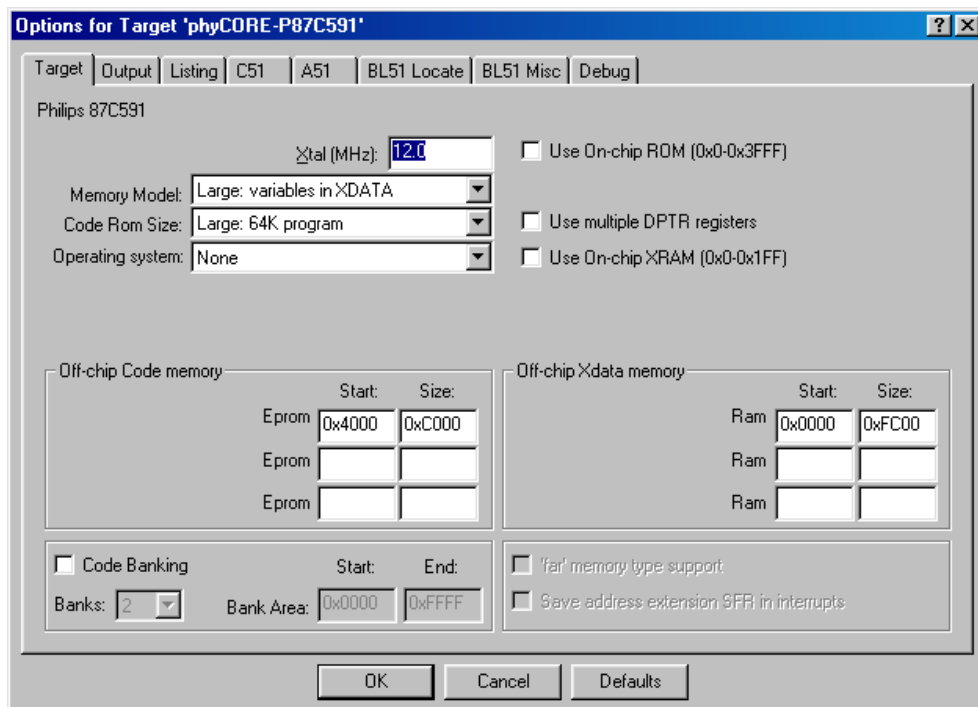 Options for Target 'phyCORE-P87C591'
Target Output Listing C51 A51 BL51 Locate BL51 Misc Debug
Philips 87C591
Xtal (MHz): 12.0 Use On-chip ROM (0x0-0x3FFF)
Memory Model: Large: variables in XDATA
Code Rom Size: Large: 64K program Use multiple DPTR registers
Operating system: None Use On-chip XRAM (0x0-0x1FF)
Off-chip Code memory
Start: Size:
Eprom 0x4000 0xC000
Eprom
Eprom
Off-chip Xdata memory
Start: Size:
Ram 0x0000 0xFC00
Ram
Ram
Code Banking Start: End:
Banks: 2 Bank Area: 0x0000 0xFFFF
'far' memory type support
Save address extension SFR in interrupts
OK Cancel Defaults